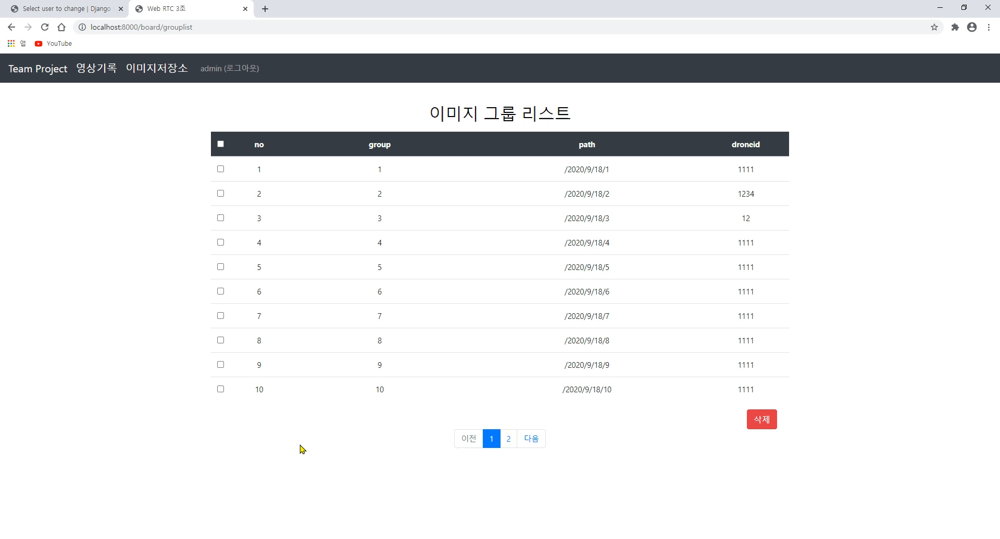 Select user to change | Django
Web RTC 3조
localhost:8000/board/grouplist
앱 YouTube
Team Project 영상기록 이미지저장소 admin (로그아웃)
이미지 그룹 리스트
no group path droneid
1 1 /2020/9/18/1 1111
2 2 /2020/9/18/2 1234
3 3 /2020/9/18/3 12
4 4 /2020/9/18/4 1111
5 5 /2020/9/18/5 1111
6 6 /2020/9/18/6 1111
7 7 /2020/9/18/7 1111
8 8 /2020/9/18/8 1111
9 9 /2020/9/18/9 1111
10 10 /2020/9/18/10 1111
삭제
이전 1 2 다음